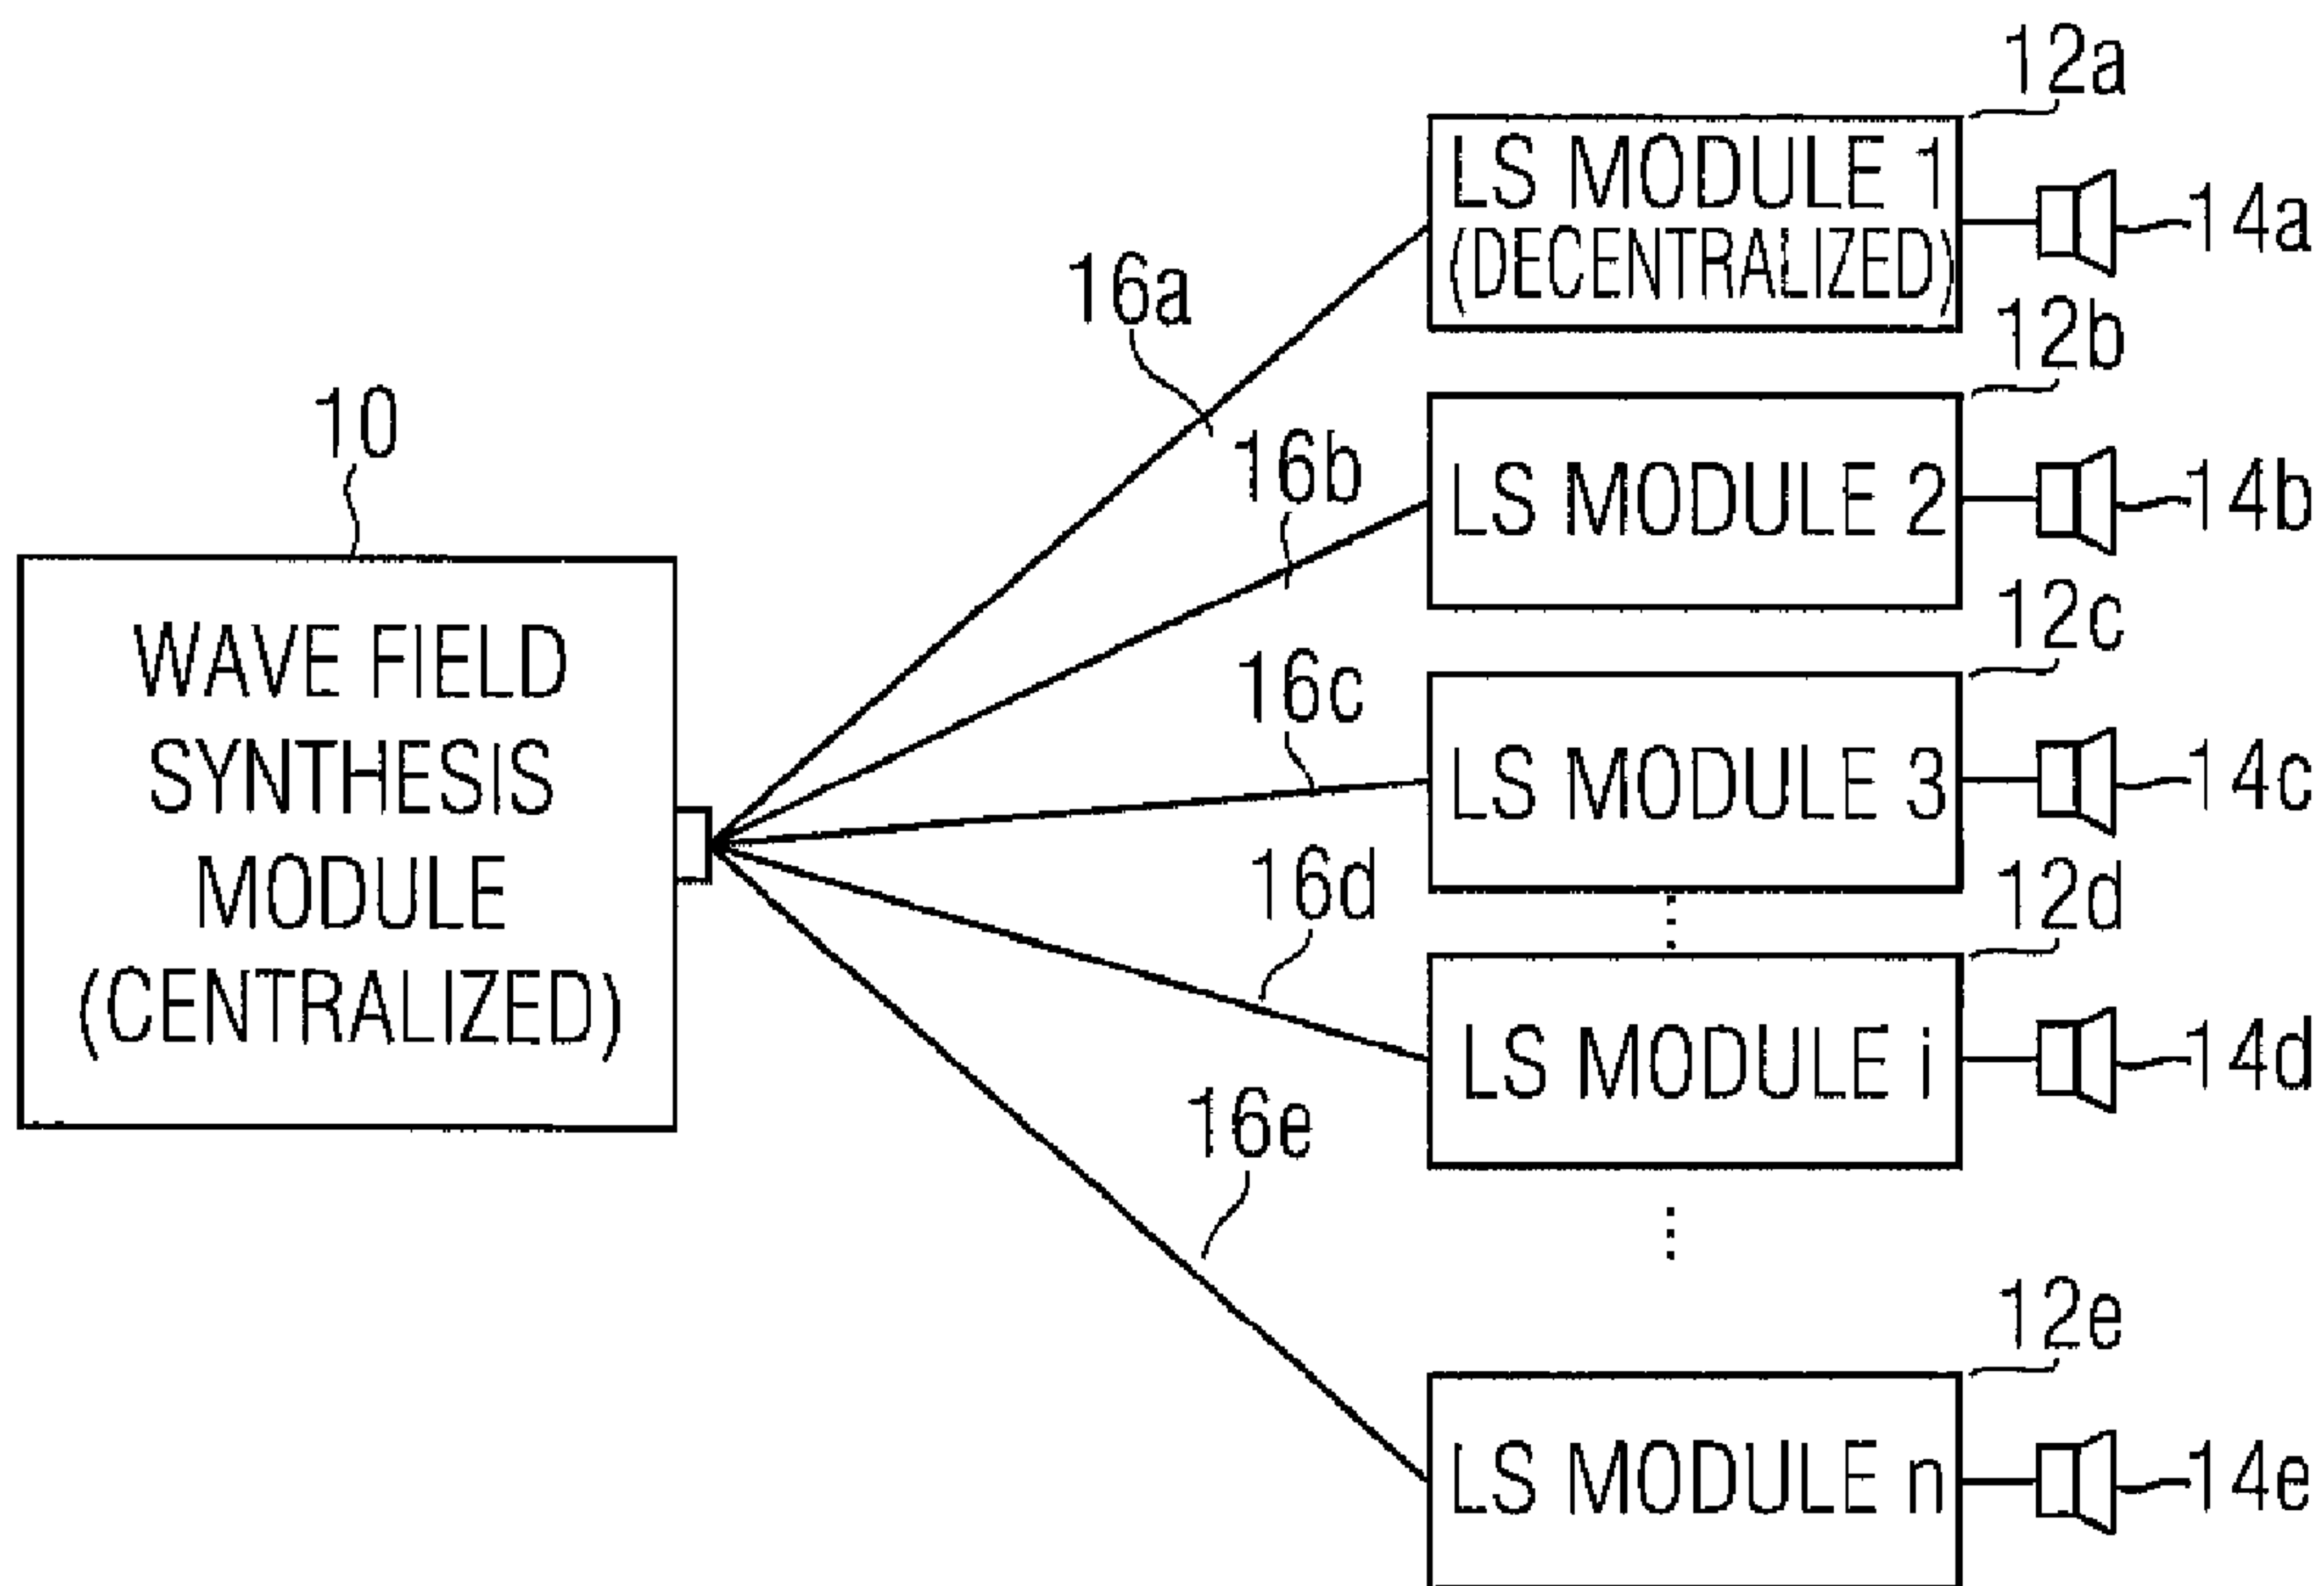 12a
LS MODULE 1
(DECENTRALIZED)
14a
16a
12b
10
16b
LS MODULE 2
14b
12c
WAVE FIELD
SYNTHESIS
MODULE
(CENTRALIZED)
16c
LS MODULE 3
14c
16d
12d
LS MODULE i
14d
16e
12e
LS MODULE n
14e